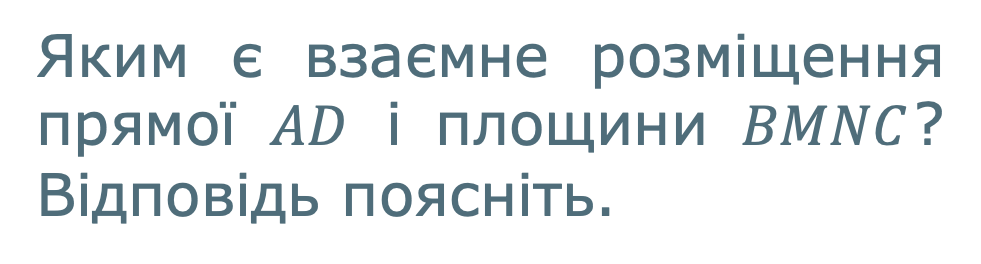 Яким є взаємне розміщення
прямої AD і площини BMNC?
Відповідь поясніть.